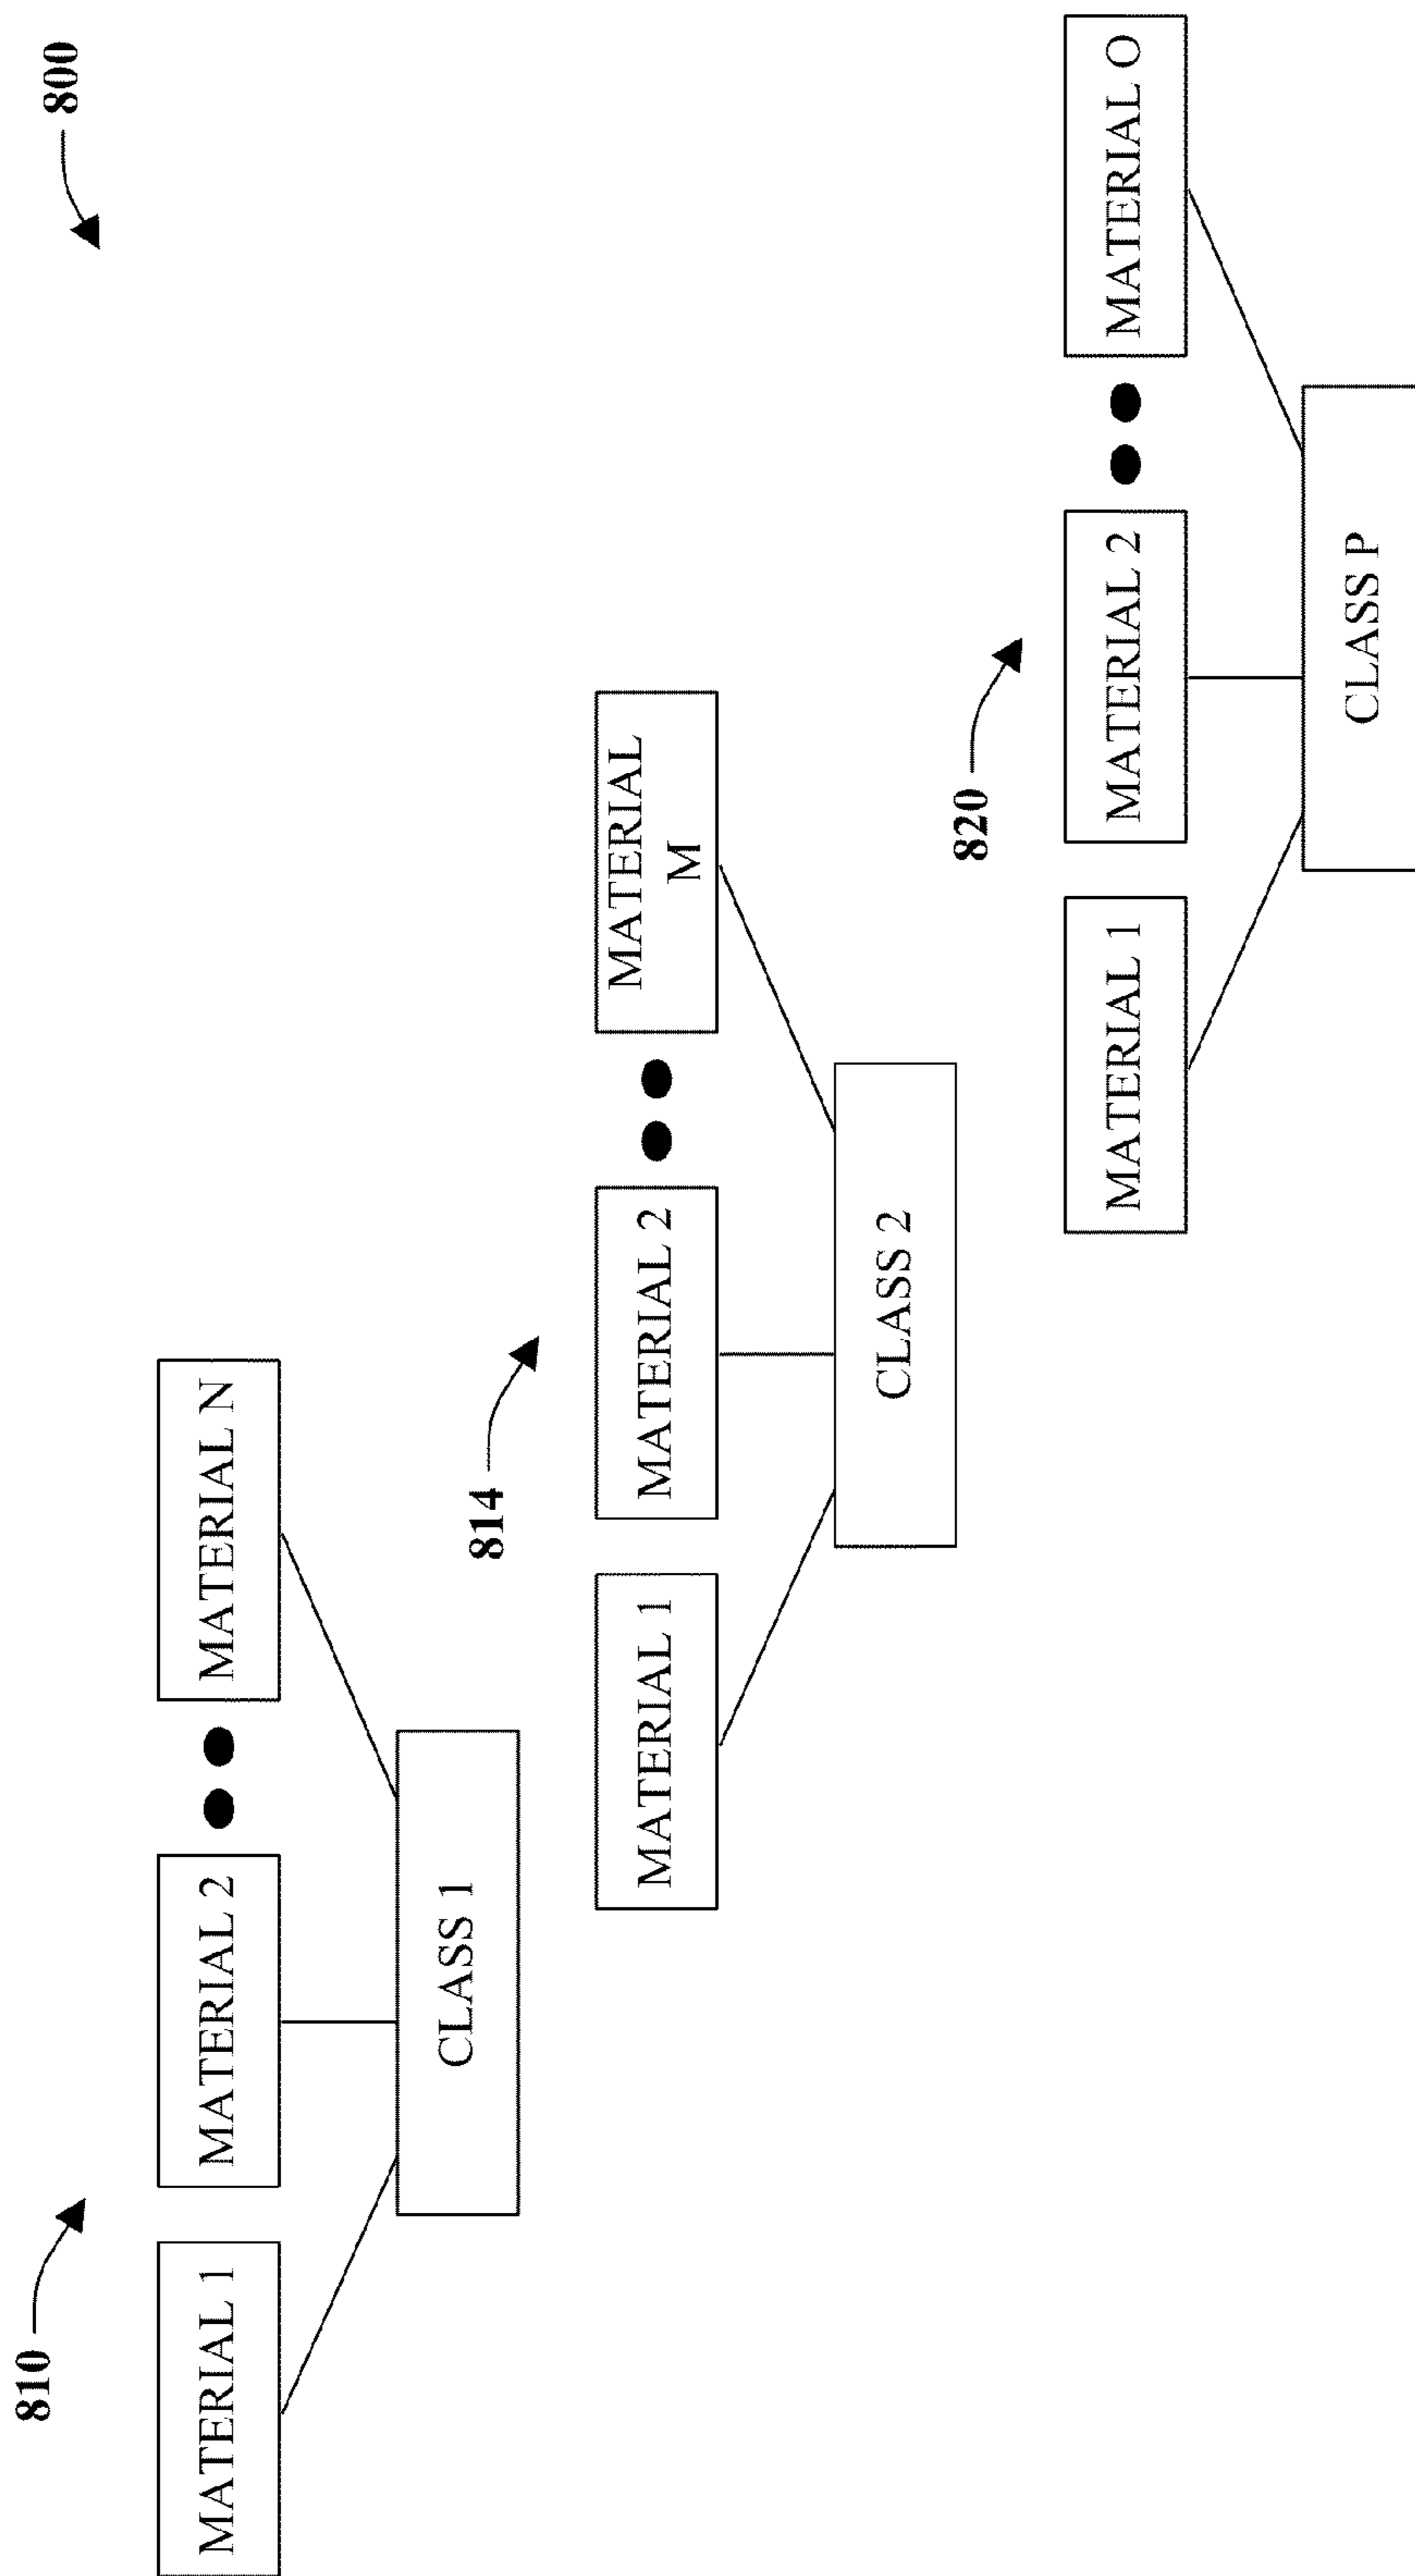 800
810
MATERIAL 1
MATERIAL 2
MATERIAL N
CLASS 1
814
MATERIAL 1
MATERIAL 2
MATERIAL
M
CLASS 2
820
MATERIAL 1
MATERIAL 2
MATERIAL O
CLASS P